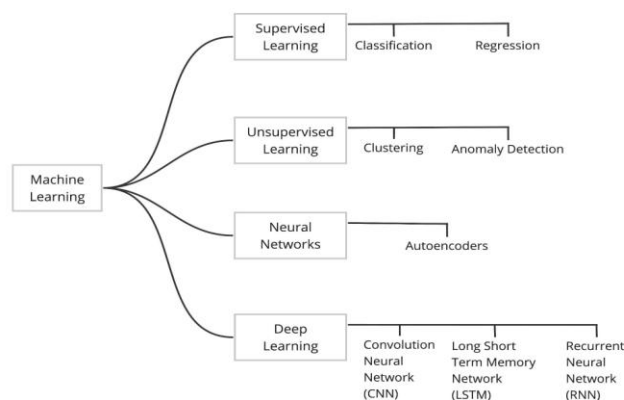 Supervised
Learning
Classification
Regression
Unsupervised
Learning
Clustering
Anomaly Detection
Machine
Learning
Neural
Networks
Autoencoders
Deep
Learning
Convolution
Neural
Network
(CNN)
Long Short
Term Memory
Network
(LSTM)
Recurrent
Neural
Network
(RNN)